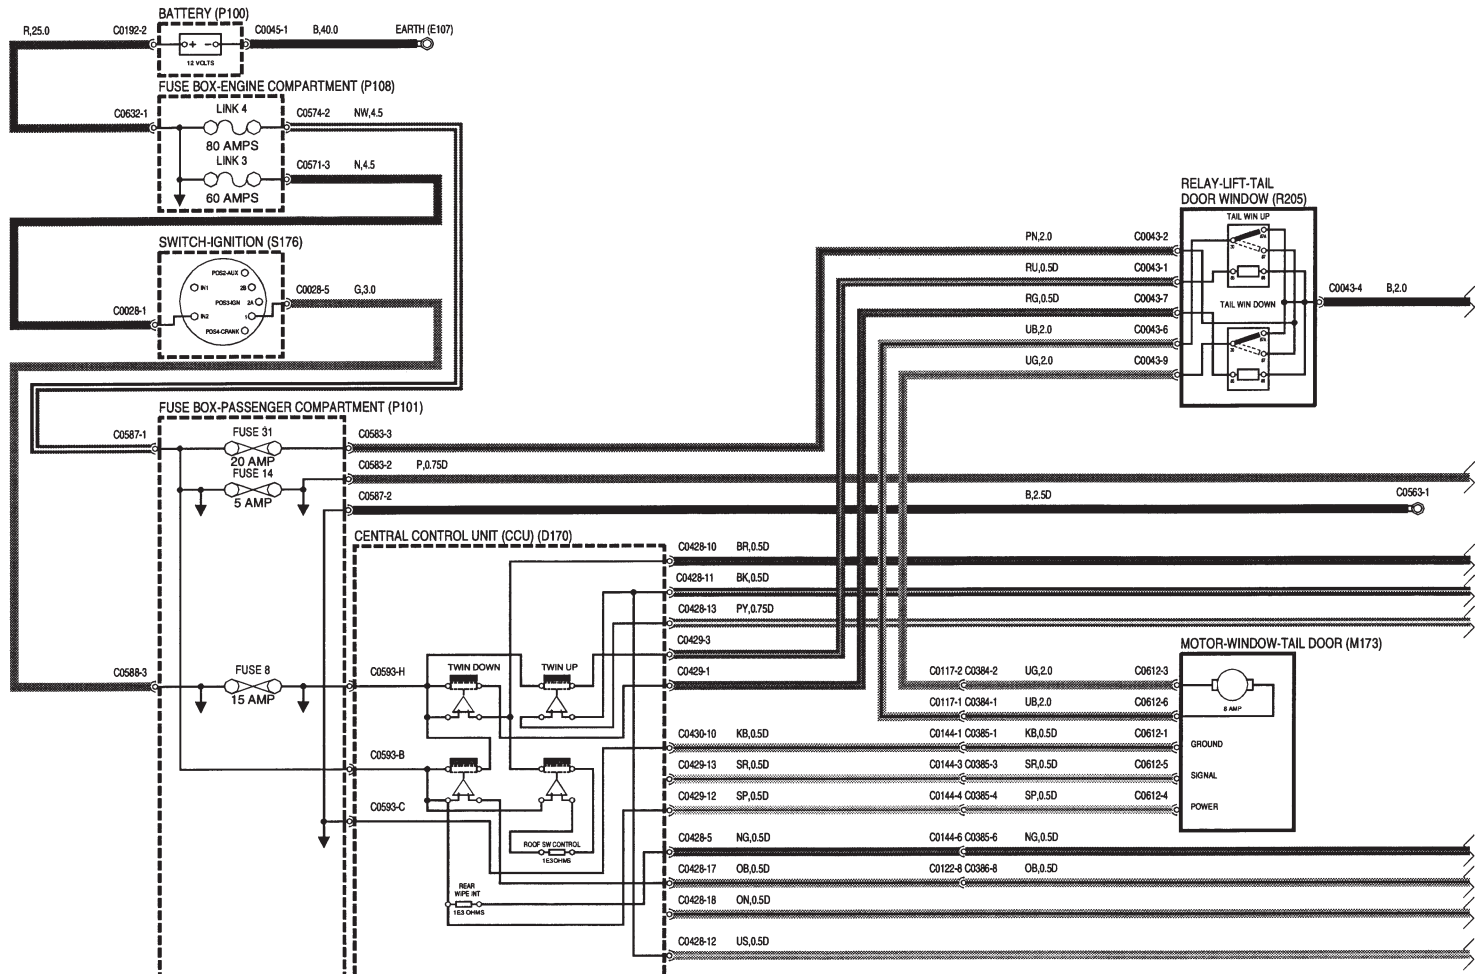 BATTERY (P100)
R,25.0 C0192-2 C0045-1 B,40.0 EARTH (E107)
+ -
12 VOLTS
FUSE BOX-ENGINE COMPARTMENT (P108)
C0632-1 LINK 4 C0574-2 NW,4.5
80 AMPS
LINK 3 C0571-3 N,4.5
60 AMPS
SWITCH-IGNITION (S176)
POS2-AUX
IN1 2B
POS3-IGN 2A
C0028-5 G,3.0
C0028-1 IN2 1
POS4-CRANK
RELAY-LIFT-TAIL
DOOR WINDOW (R205)
TAIL WIN UP
PN,2.0 C0043-2
RU,0.5D C0043-1
C0043-4 B,2.0
RG,0.5D C0043-7 TAIL WIN DOWN
UB,2.0 C0043-6
UG,2.0 C0043-9
FUSE BOX-PASSENGER COMPARTMENT (P101)
C0587-1 FUSE 31 C0583-3
20 AMP
FUSE 14 C0583-2 P,0.75D
5 AMP C0587-2 B,2.5D C0563-1
CENTRAL CONTROL UNIT (CCU) (D170)
C0428-10 BR,0.5D
C0428-11 BK,0.5D
C0428-13 PY,0.75D
C0429-3
C0429-1
MOTOR-WINDOW-TAIL DOOR (M173)
C0588-3 FUSE 8 C0593-H TWIN DOWN TWIN UP
15 AMP
C0117-2 C0384-2 UG,2.0 C0612-3
8 AMP
C0117-1 C0384-1 UB,2.0 C0612-6
C0430-10 KB,0.5D C0144-1 C0385-1 KB,0.5D C0612-1 GROUND
C0593-B
C0429-13 SR,0.5D C0144-3 C0385-3 SR,0.5D C0612-5 SIGNAL
C0593-C
C0429-12 SP,0.5D C0144-4 C0385-4 SP,0.5D C0612-4 POWER
C0428-5 NG,0.5D C0144-6 C0385-6 NG,0.5D
ROOF SW CONTROL
1E3OHMS
C0428-17 OB,0.5D C0122-8 C0386-8 OB,0.5D
REAR
WIPE INT
1E3 OHMS
C0428-18 ON,0.5D
C0428-12 US,0.5D